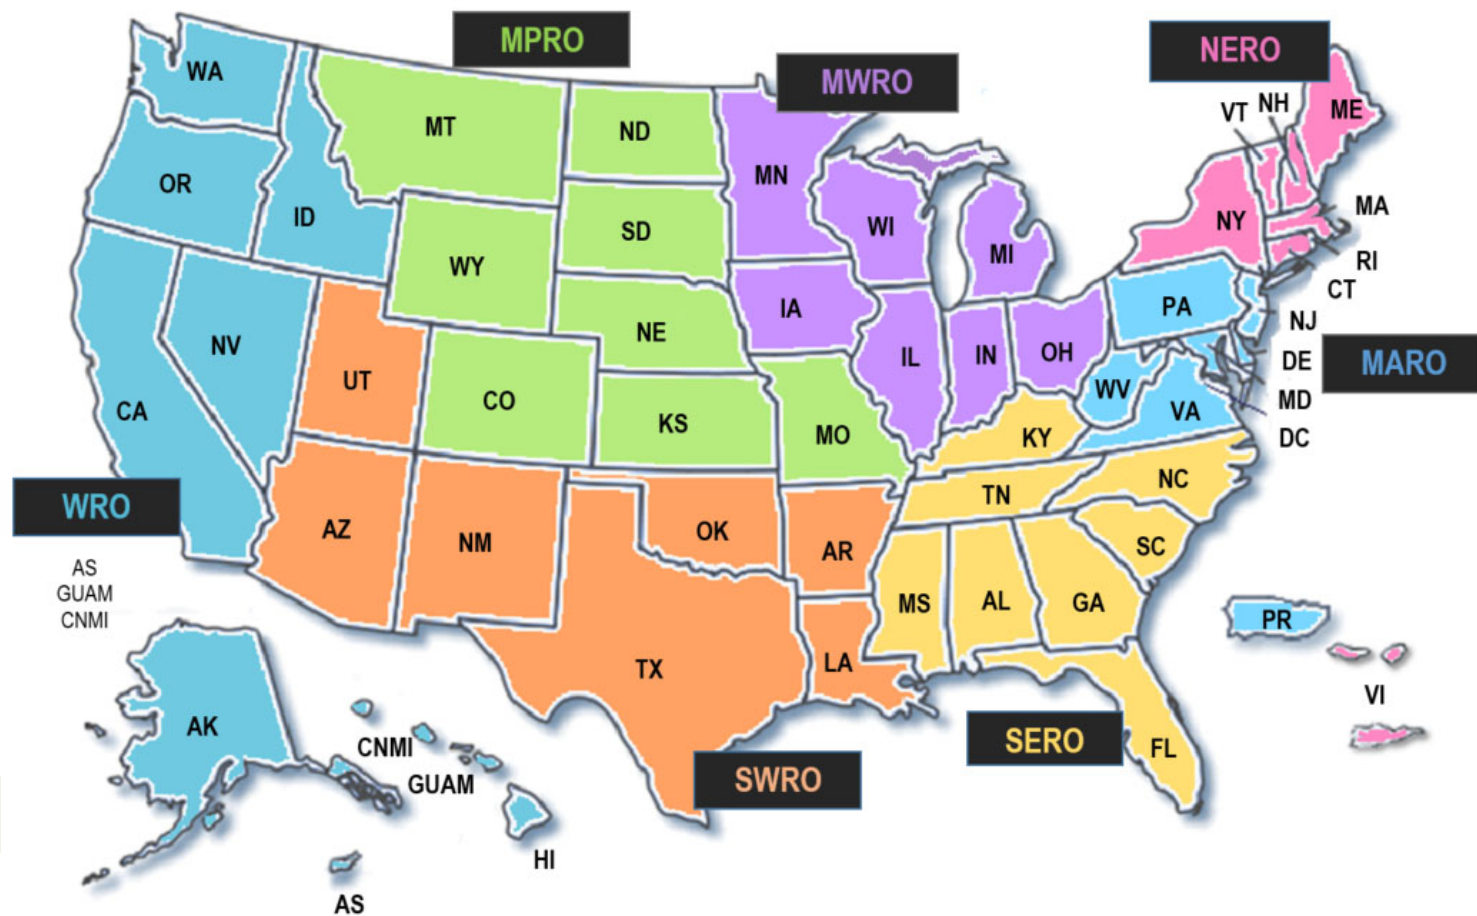 MPRO
NERO
MWRO
WA
MT
ND
VT
NH
ME
OR
ID
MN
WI
NY
MA
SD
WY
MI
RI
CT
IA
PA
NJ
NV
NE
IL
IN
OH
DE
MARO
UT
CO
KS
WV
VA
MD
DC
CA
MO
KY
TN
NC
WRO
AZ
NM
OK
AR
SC
AS
GUAM
CNMI
MS
AL
GA
PR
TX
LA
VI
AK
CNMI
GUAM
SERO
FL
SWRO
HI
AS